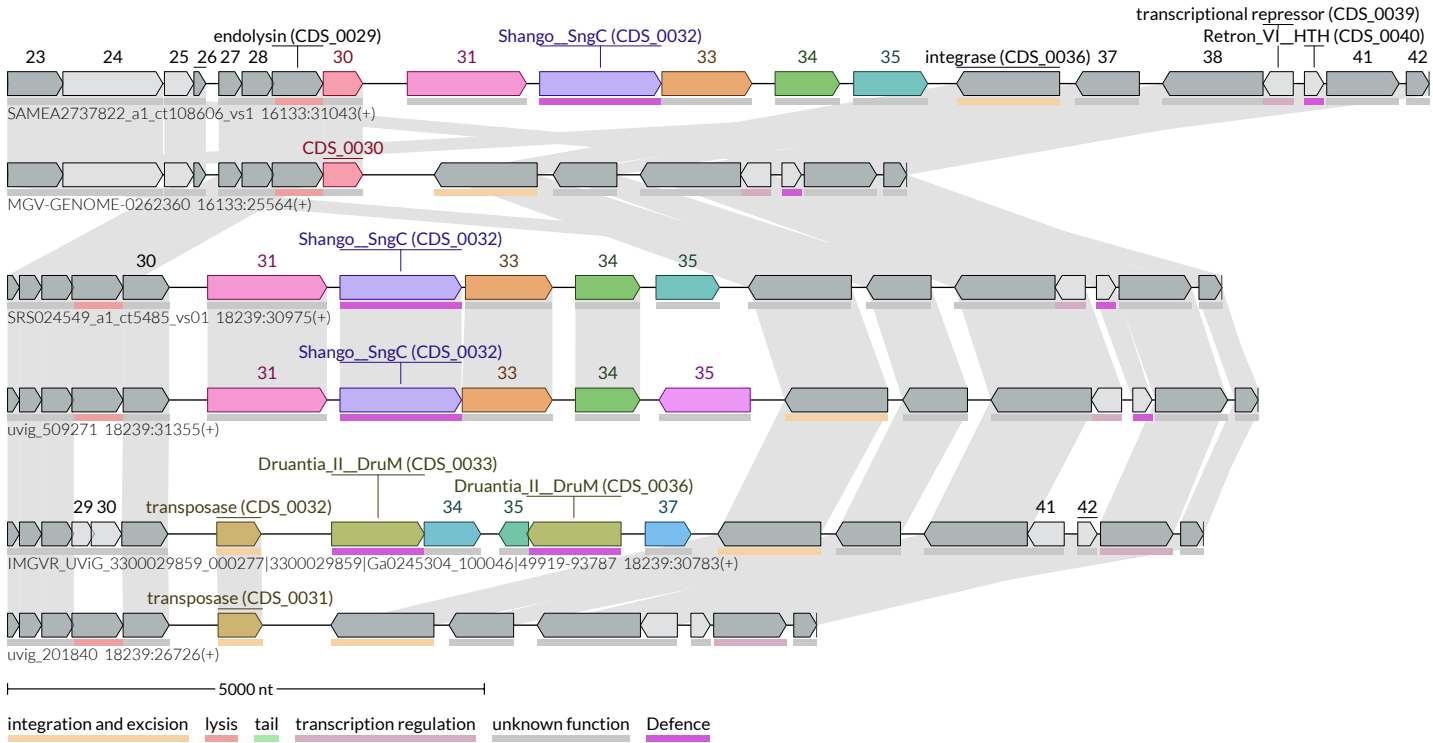 transcriptional repressor (CDS_0039)
endolysin (CDS_0029) Shango__SngC (CDS_0032) Retron_VI__HTH (CDS_0040)
23 24 25 26 27 28 30 31 33 34 35 integrase (CDS_0036) 37 38 41 42
SAMEA2737822_a1_ct108606_vs1 16133:31043(+)
CDS_0030
MGV-GENOME-0262360 16133:25564(+)
Shango__SngC (CDS_0032)
30 31 33 34 35
SRS024549_a1_ct5485_vs01 18239:30975(+)
Shango__SngC (CDS_0032)
31 33 34 35
uvig_509271 18239:31355(+)
Druantia_II__DruM (CDS_0033)
Druantia_II__DruM (CDS_0036)
29 30 transposase (CDS_0032) 34 35 37 41 42
IMGVR_UViG_3300029859_000277|3300029859|Ga0245304_100046|49919-93787 18239:30783(+)
transposase (CDS_0031)
uvig_201840 18239:26726(+)
5000 nt
integration and excision lysis tail transcription regulation unknown function Defence